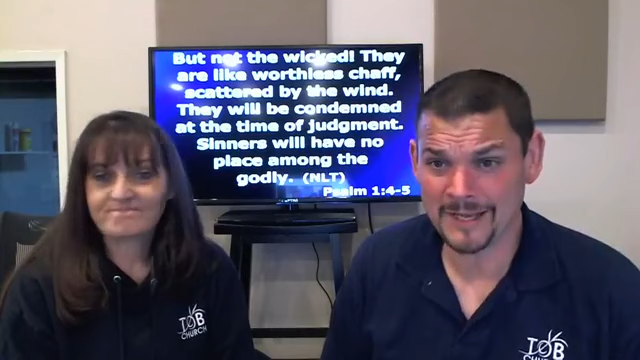 But not the wicked! They
are like worthless chaff,
scattered by the wind.
They will be condemned
at the time of judgment.
Sinners will have no
place among the
godly. (NLT)
Psalm 1:4-5
TOB
CHURCH
TOB
CHURCH